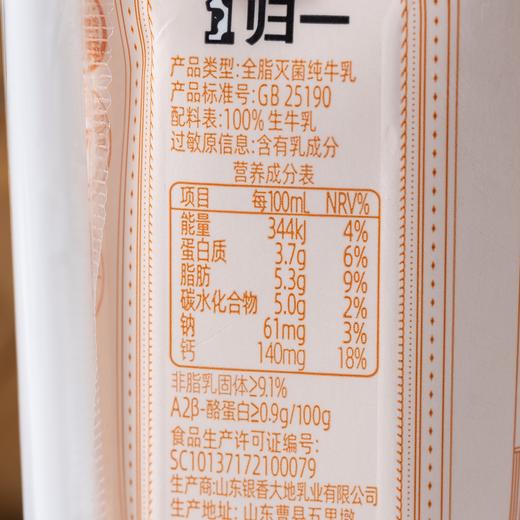 归一
产品类型:全脂灭菌纯牛乳
产品标准号:GB 25190
配料表:100%生牛乳
过敏原信息:含有乳成分
营养成分表
项目 每100mL NRV%
能量 344kJ 4%
蛋白质 3.7g 6%
脂肪 5.3g 9%
碳水化合物 5.0g 2%
钠 61mg 3%
钙 140mg 18%
非脂乳固体≥9.1%
A2β-酪蛋白≥0.9g/100g
食品生产许可证编号:
SC10137172100079
生产商:山东银香大地乳业有限公司
生产地址:山东曹县五里墩